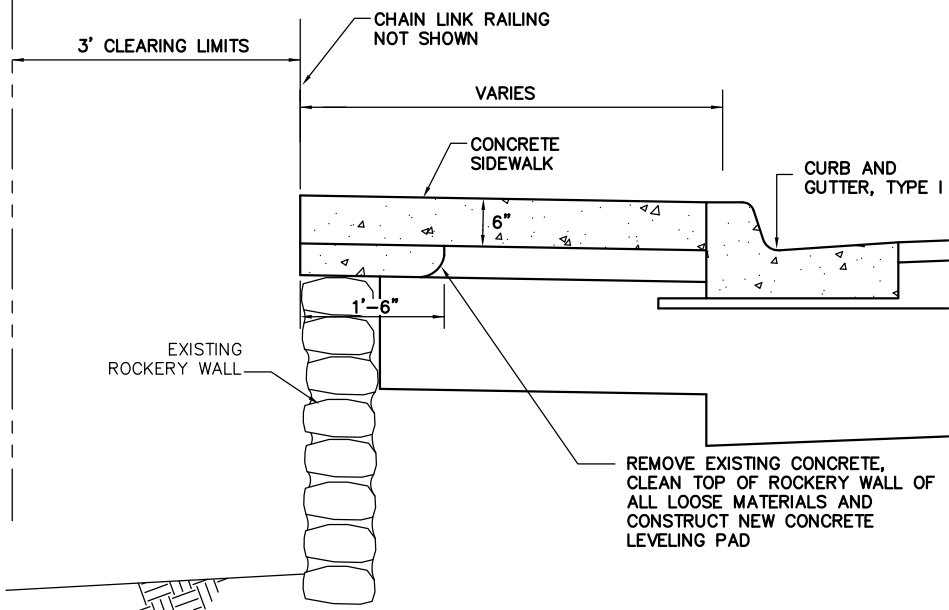 CHAIN LINK RAILING
NOT SHOWN
3' CLEARING LIMITS
VARIES
CONCRETE
SIDEWALK
CURB AND
GUTTER, TYPE I
6"
1'-6"
EXISTING
ROCKERY WALL
REMOVE EXISTING CONCRETE,
CLEAN TOP OF ROCKERY WALL OF
ALL LOOSE MATERIALS AND
CONSTRUCT NEW CONCRETE
LEVELING PAD